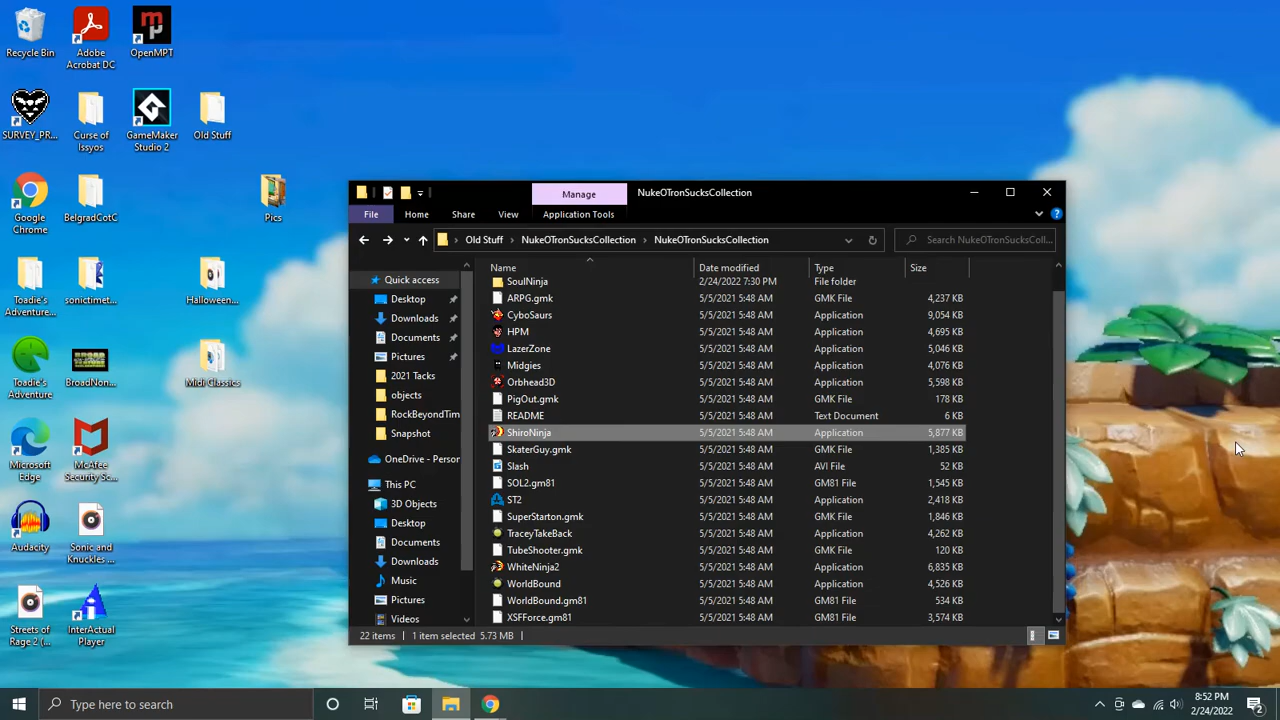 Recycle Bin
Adobe Acrobat DC
OpenMPT
SURVEY_PR...
Curse of Issyos
GameMaker Studio 2
Old Stuff
Google Chrome
BelgradCotC
Pics
Toadie's Adventure...
sonictimet...
Halloween...
Toadie's Adventure
BroadNon...
Midi Classics
Microsoft Edge
McAfee Security Sc...
Audacity
Sonic and Knuckles ...
Streets of Rage 2 (...
InterActual Player
Manage
NukeOTronSucksCollection
File
Home
Share
View
Application Tools
Old Stuff
NukeOTronSucksCollection
NukeOTronSucksCollection
Search NukeOTronSucksColl...
Quick access
Desktop
Downloads
Documents
Pictures
2021 Tacks
objects
RockBeyondTim
Snapshot
OneDrive - Person
This PC
3D Objects
Desktop
Documents
Downloads
Music
Pictures
Videos
Name Date modified Type Size
SoulNinja 2/24/2022 7:30 PM File folder
ARPG.gmk 5/5/2021 5:48 AM GMK File 4,237 KB
CyboSaurs 5/5/2021 5:48 AM Application 9,054 KB
HPM 5/5/2021 5:48 AM Application 4,695 KB
LazerZone 5/5/2021 5:48 AM Application 5,046 KB
Midgies 5/5/2021 5:48 AM Application 4,076 KB
Orbhead3D 5/5/2021 5:48 AM Application 5,598 KB
PigOut.gmk 5/5/2021 5:48 AM GMK File 178 KB
README 5/5/2021 5:48 AM Text Document 6 KB
ShiroNinja 5/5/2021 5:48 AM Application 5,877 KB
SkaterGuy.gmk 5/5/2021 5:48 AM GMK File 1,385 KB
Slash 5/5/2021 5:48 AM AVI File 52 KB
SOL2.gm81 5/5/2021 5:48 AM GM81 File 1,545 KB
ST2 5/5/2021 5:48 AM Application 2,418 KB
SuperStarton.gmk 5/5/2021 5:48 AM GMK File 1,846 KB
TraceyTakeBack 5/5/2021 5:48 AM Application 4,262 KB
TubeShooter.gmk 5/5/2021 5:48 AM GMK File 120 KB
WhiteNinja2 5/5/2021 5:48 AM Application 6,835 KB
WorldBound 5/5/2021 5:48 AM Application 4,526 KB
WorldBound.gm81 5/5/2021 5:48 AM GM81 File 534 KB
XSFForce.gm81 5/5/2021 5:48 AM GM81 File 3,574 KB
22 items 1 item selected 5.73 MB
Type here to search
8:52 PM
2/24/2022
2